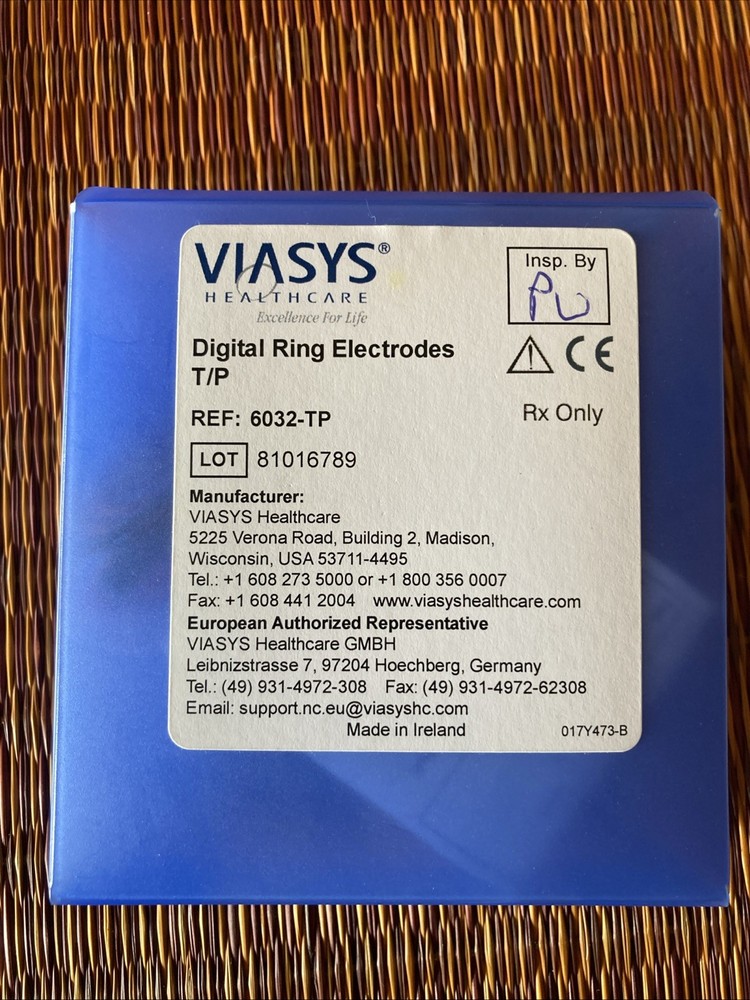 VIASYS®
HEALTHCARE
Excellence For Life
Insp. By
PW
Digital Ring Electrodes
T/P
CE
REF: 6032-TP
Rx Only
LOT 81016789
Manufacturer:
VIASYS Healthcare
5225 Verona Road, Building 2, Madison,
Wisconsin, USA 53711-4495
Tel.: +1 608 273 5000 or +1 800 356 0007
Fax: +1 608 441 2004 www.viasyshealthcare.com
European Authorized Representative
VIASYS Healthcare GMBH
Leibnizstrasse 7, 97204 Hoechberg, Germany
Tel.: (49) 931-4972-308 Fax: (49) 931-4972-62308
Email: support.nc.eu@viasyshc.com
Made in Ireland 017Y473-B